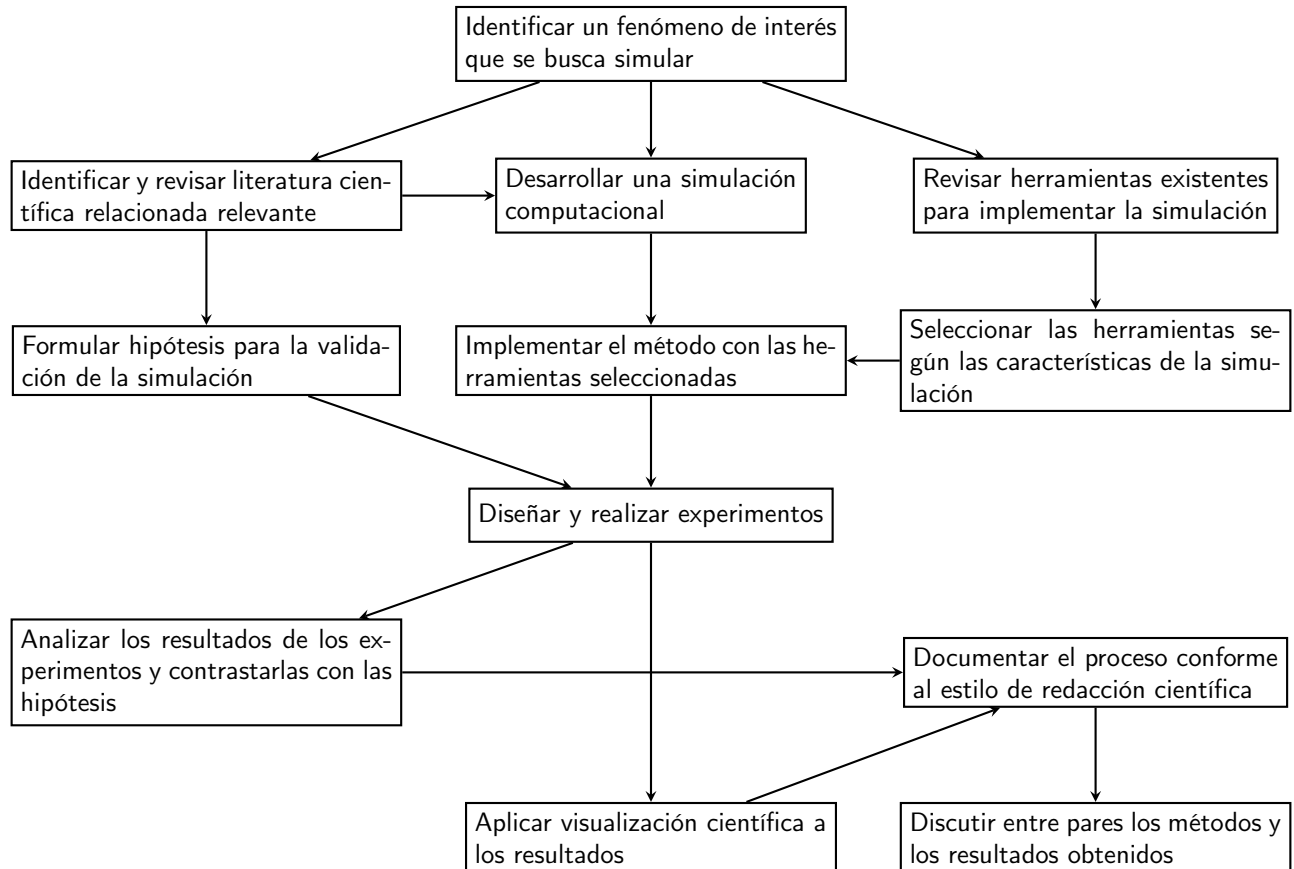 Identificar un fenómeno de interés
que se busca simular
Identificar y revisar literatura cien-
tífica relacionada relevante
Desarrollar una simulación
computacional
Revisar herramientas existentes
para implementar la simulación
Formular hipótesis para la valida-
ción de la simulación
Implementar el método con las he-
rramientas seleccionadas
Seleccionar las herramientas se-
gún las características de la simu-
lación
Diseñar y realizar experimentos
Analizar los resultados de los ex-
perimentos y contrastarlas con las
hipótesis
Documentar el proceso conforme
al estilo de redacción científica
Aplicar visualización científica a
los resultados
Discutir entre pares los métodos y
los resultados obtenidos